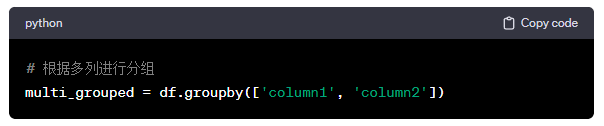 python
Copy code
# 根据多列进行分组
multi_grouped = df.groupby(['column1', 'column2'])